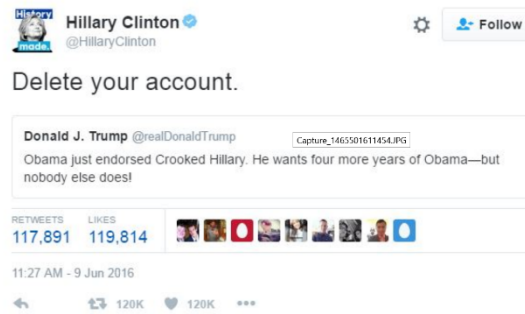 History
made.
Hillary Clinton
@HillaryClinton
Follow
Delete your account.
Donald J. Trump @realDonaldTrump
Capture_1465501611454.JPG
Obama just endorsed Crooked Hillary. He wants four more years of Obama—but
nobody else does!
RETWEETS LIKES
117,891 119,814
11:27 AM - 9 Jun 2016
120K 120K